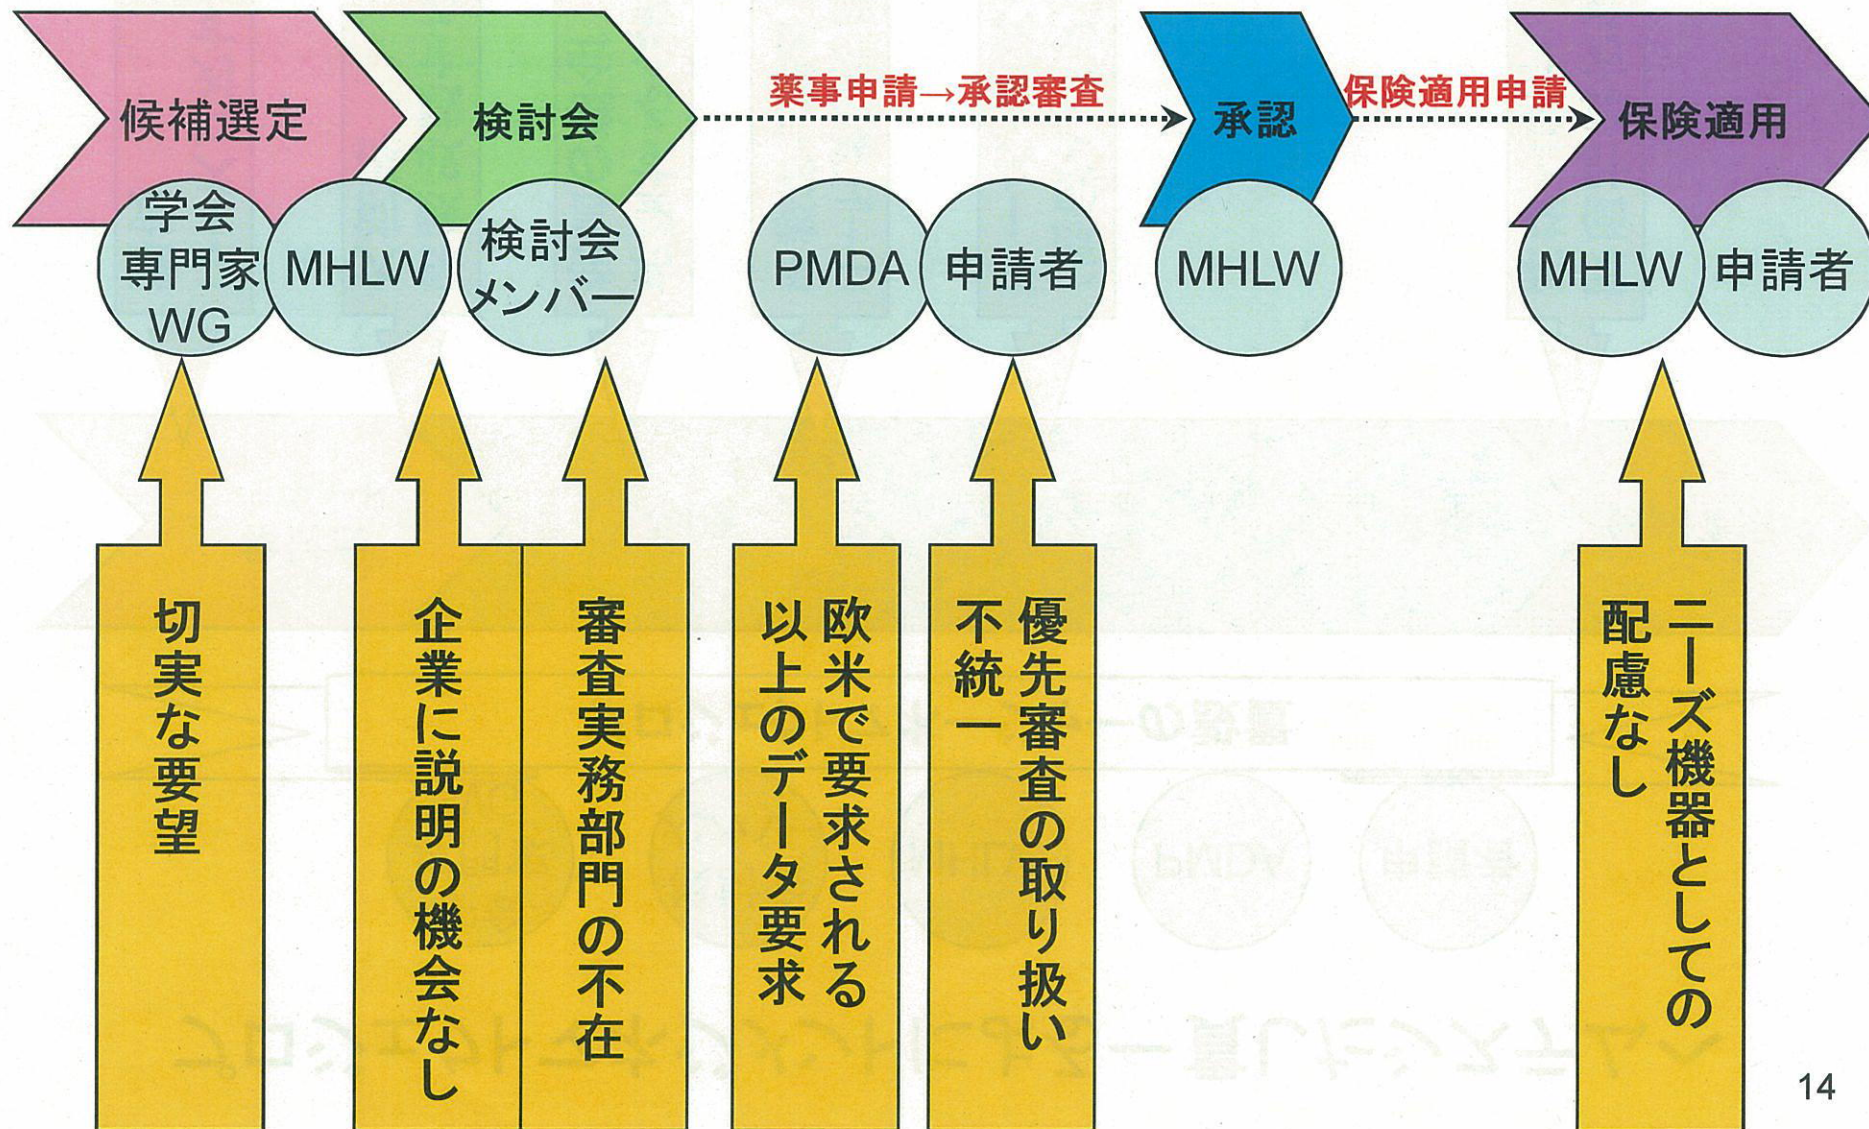 候補選定
検討会
薬事申請→承認審査
承認
保険適用申請
保険適用
学会
専門家
WG
MHLW
検討会
メンバー
PMDA
申請者
MHLW
MHLW
申請者
切実な要望
企業に説明の機会なし
審査実務部門の不在
欧米で要求される
以上のデータ要求
優先審査の取り扱い
不統一
ニーズ機器としての
配慮なし
14